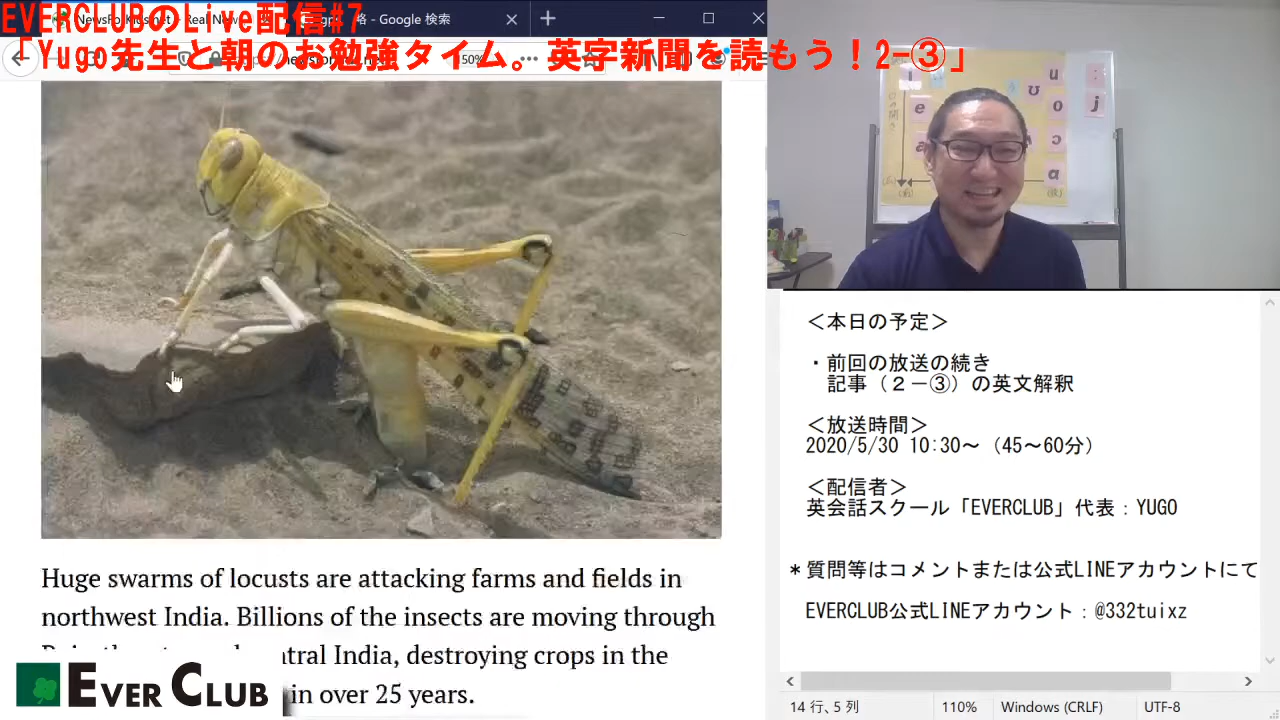 EVERCLUBのLive配信#7
「Yugo先生と朝のお勉強タイム。英字新聞を読もう！2-③」
- Google 検索
50%
u
ʊ
e
o
j
ɔ
ɑ
＜本日の予定＞
・前回の放送の続き
記事（２－③）の英文解釈
＜放送時間＞
2020/5/30 10:30～（45～60分）
＜配信者＞
英会話スクール「EVERCLUB」代表：YUGO
＊質問等はコメントまたは公式LINEアカウントにて
EVERCLUB公式LINEアカウント：@332tuixz
Huge swarms of locusts are attacking farms and fields in
northwest India. Billions of the insects are moving through
India, destroying crops in the
in over 25 years.
EVER CLUB
14 行、5 列
110%
Windows (CRLF)
UTF-8